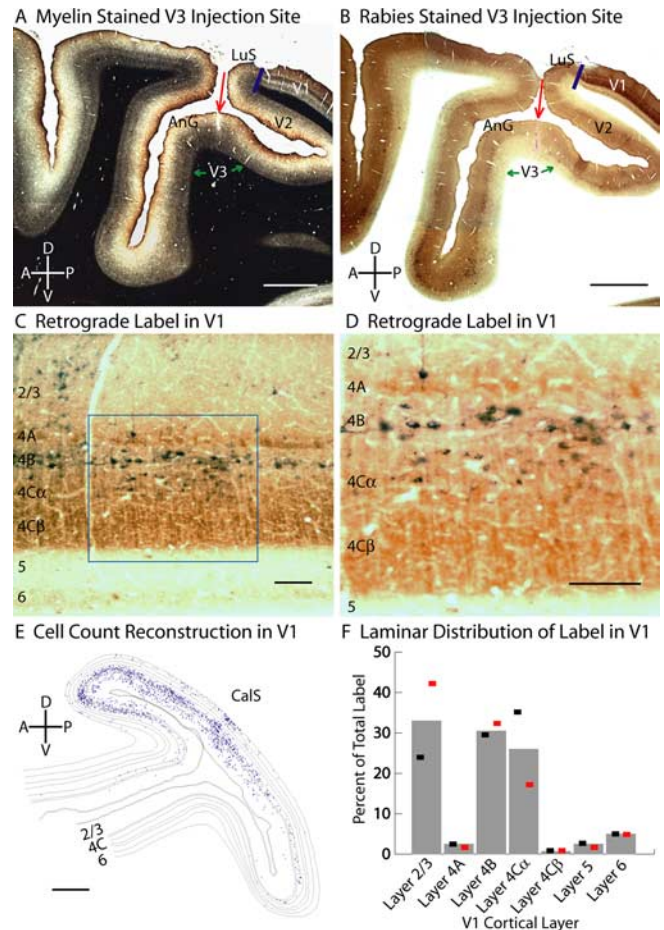 A Myelin Stained V3 Injection Site
LuS
V1
AnG
V2
V3
D
A P
V
B Rabies Stained V3 Injection Site
LuS
V1
AnG
V2
V3
D
A P
V
C Retrograde Label in V1
2/3
4A
4B
4Cα
4Cβ
5
6
D Retrograde Label in V1
2/3
4A
4B
4Cα
4Cβ
5
E Cell Count Reconstruction in V1
CalS
D
A P
V
2/3
4C
6
F Laminar Distribution of Label in V1
Percent of Total Label
50
40
30
20
10
0
Layer 2/3
Layer 4A
Layer 4B
Layer 4Cα
Layer 4Cβ
Layer 5
Layer 6
V1 Cortical Layer